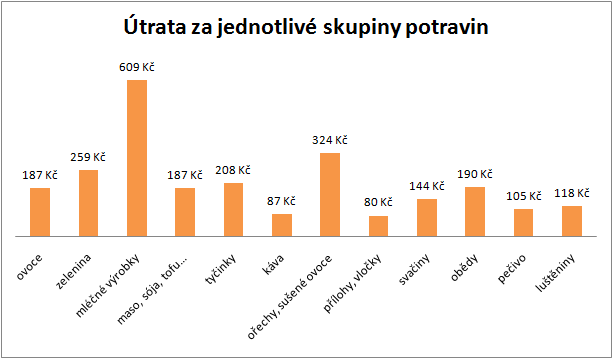 Útrata za jednotlivé skupiny potravin
187 Kč
259 Kč
609 Kč
187 Kč
208 Kč
87 Kč
324 Kč
80 Kč
144 Kč
190 Kč
105 Kč
118 Kč
ovoce
zelenina
mléčné výrobky
maso, sója, tofu...
tyčinky
káva
ořechy, sušené ovoce
přílohy, vločky
svačiny
obědy
pečivo
luštěniny